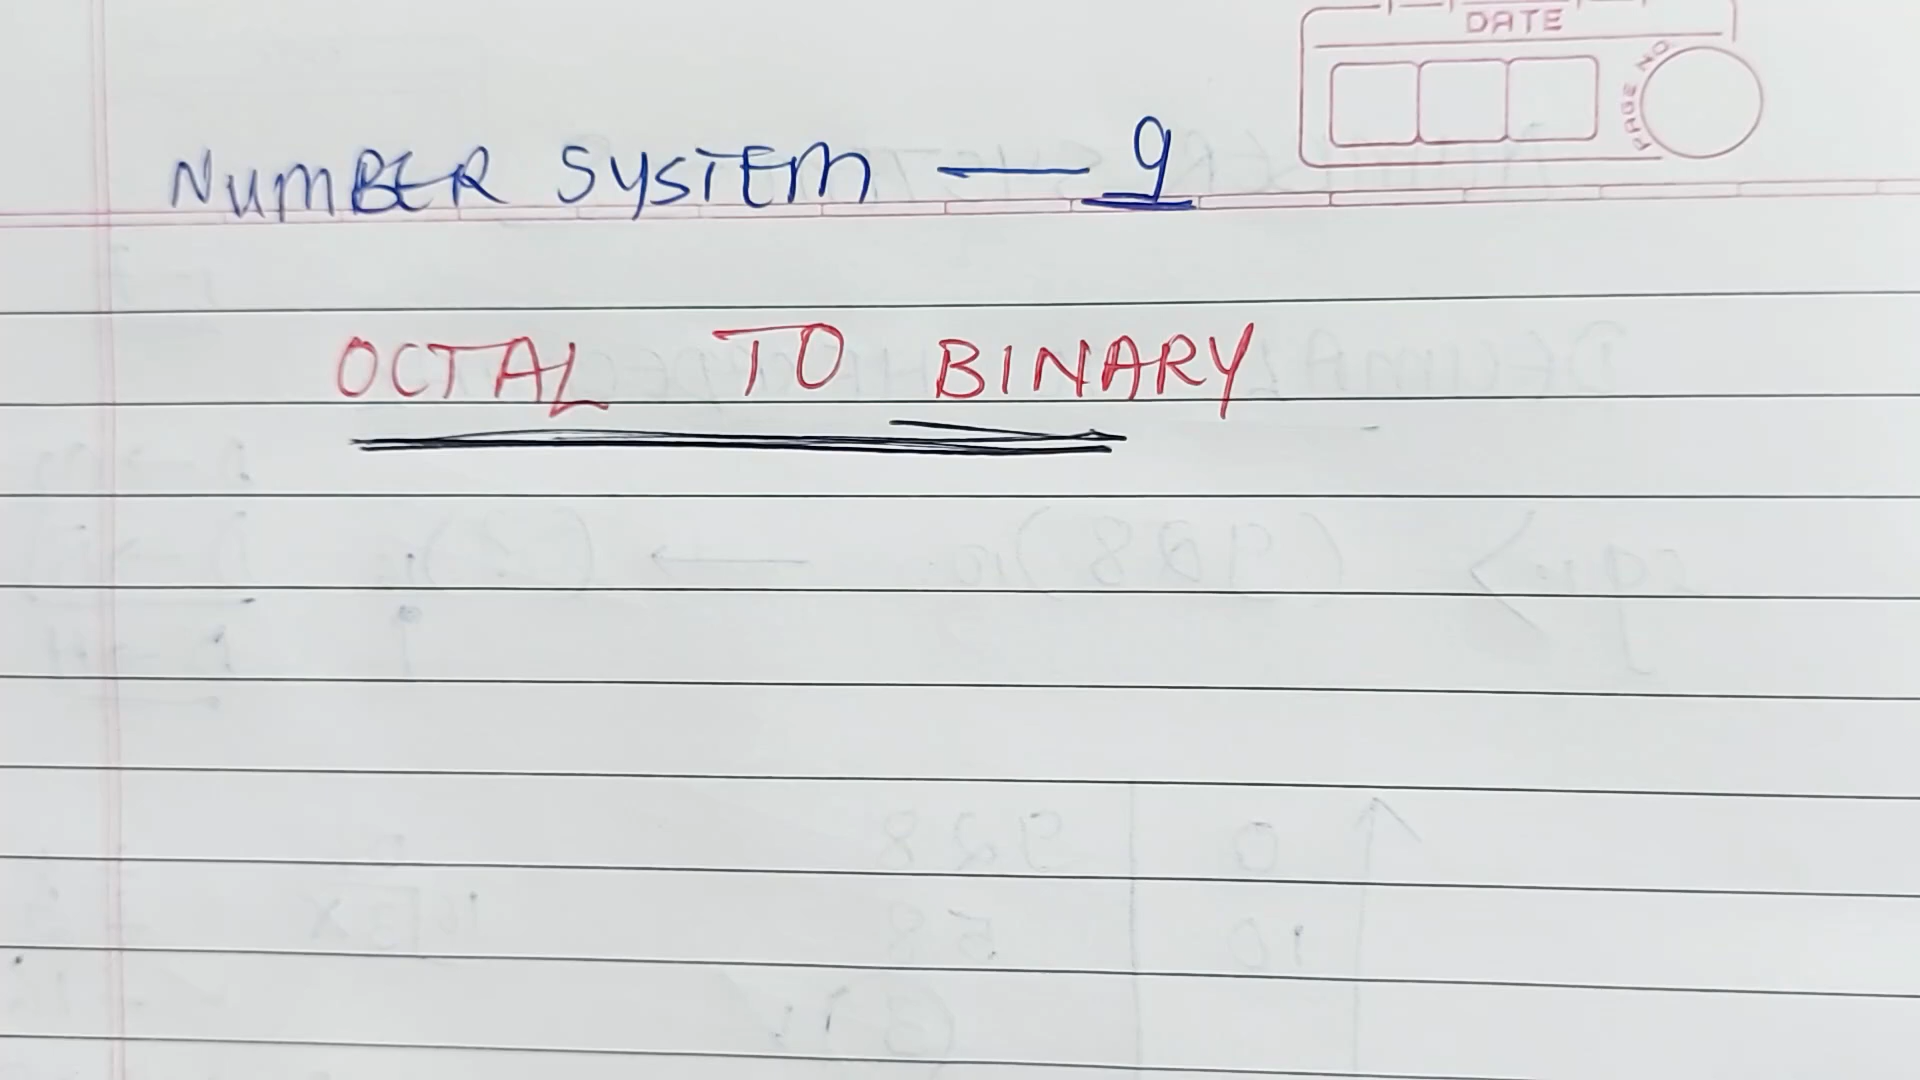 DATE
PAGE NO
NUMBER SYSTEM — 9
OCTAL TO BINARY